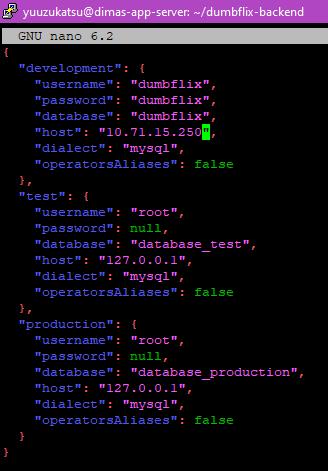 yuuzukatsu@dimas-app-server: ~/dumbflix-backend
GNU nano 6.2
{
  "development": {
    "username": "dumbflix",
    "password": "dumbflix",
    "database": "dumbflix",
    "host": "10.71.15.250",
    "dialect": "mysql",
    "operatorsAliases": false
  },
  "test": {
    "username": "root",
    "password": null,
    "database": "database_test",
    "host": "127.0.0.1",
    "dialect": "mysql",
    "operatorsAliases": false
  },
  "production": {
    "username": "root",
    "password": null,
    "database": "database_production",
    "host": "127.0.0.1",
    "dialect": "mysql",
    "operatorsAliases": false
  }
}